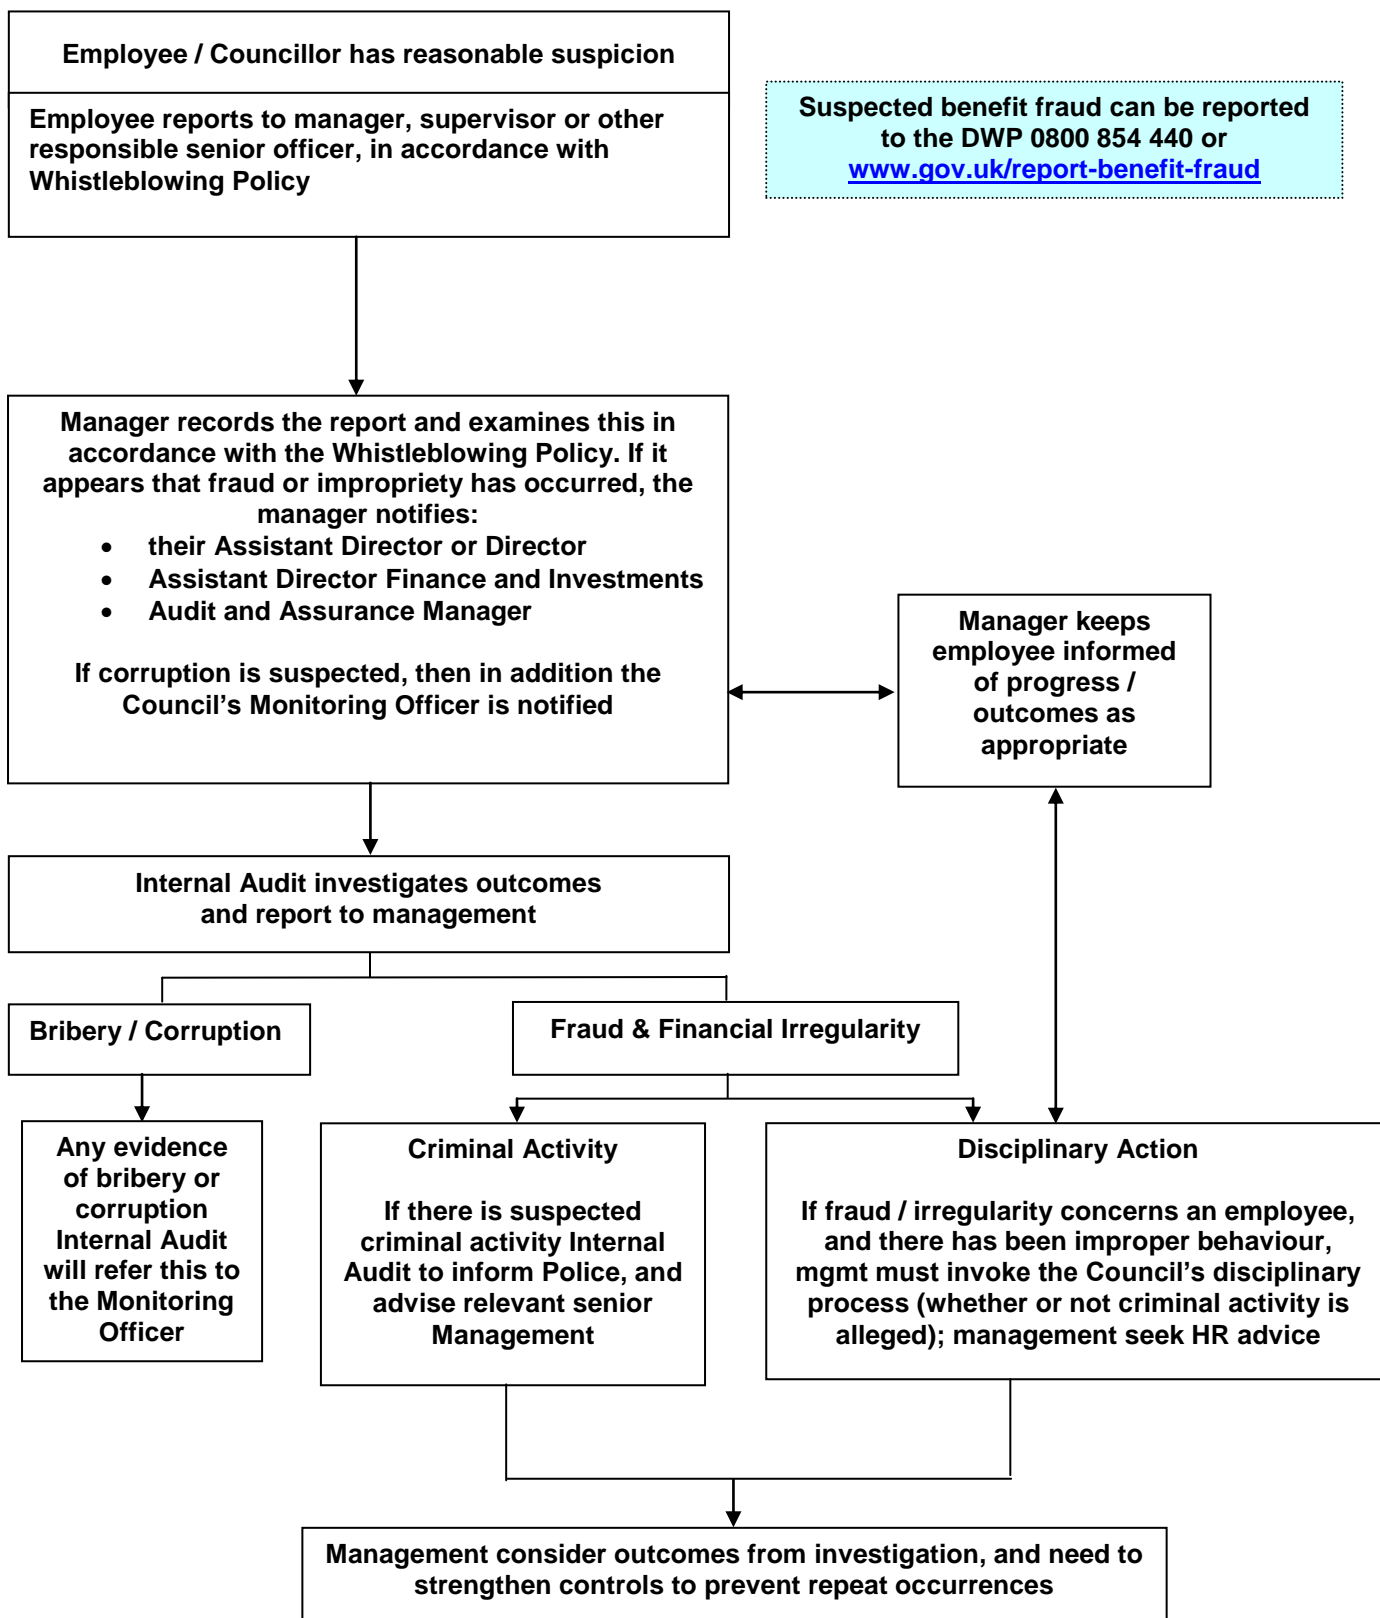 Employee / Councillor has reasonable suspicion
Employee reports to manager, supervisor or other
responsible senior officer, in accordance with
Whistleblowing Policy
Suspected benefit fraud can be reported
to the DWP 0800 854 440 or
www.gov.uk/report-benefit-fraud
Manager records the report and examines this in
accordance with the Whistleblowing Policy. If it
appears that fraud or impropriety has occurred, the
manager notifies:
• their Assistant Director or Director
• Assistant Director Finance and Investments
• Audit and Assurance Manager
If corruption is suspected, then in addition the
Council's Monitoring Officer is notified
Manager keeps
employee informed
of progress /
outcomes as
appropriate
Internal Audit investigates outcomes
and report to management
Bribery / Corruption
Fraud & Financial Irregularity
Any evidence
of bribery or
corruption
Internal Audit
will refer this to
the Monitoring
Officer
Criminal Activity
If there is suspected
criminal activity Internal
Audit to inform Police, and
advise relevant senior
Management
Disciplinary Action
If fraud / irregularity concerns an employee,
and there has been improper behaviour,
mgmt must invoke the Council's disciplinary
process (whether or not criminal activity is
alleged); management seek HR advice
Management consider outcomes from investigation, and need to
strengthen controls to prevent repeat occurrences